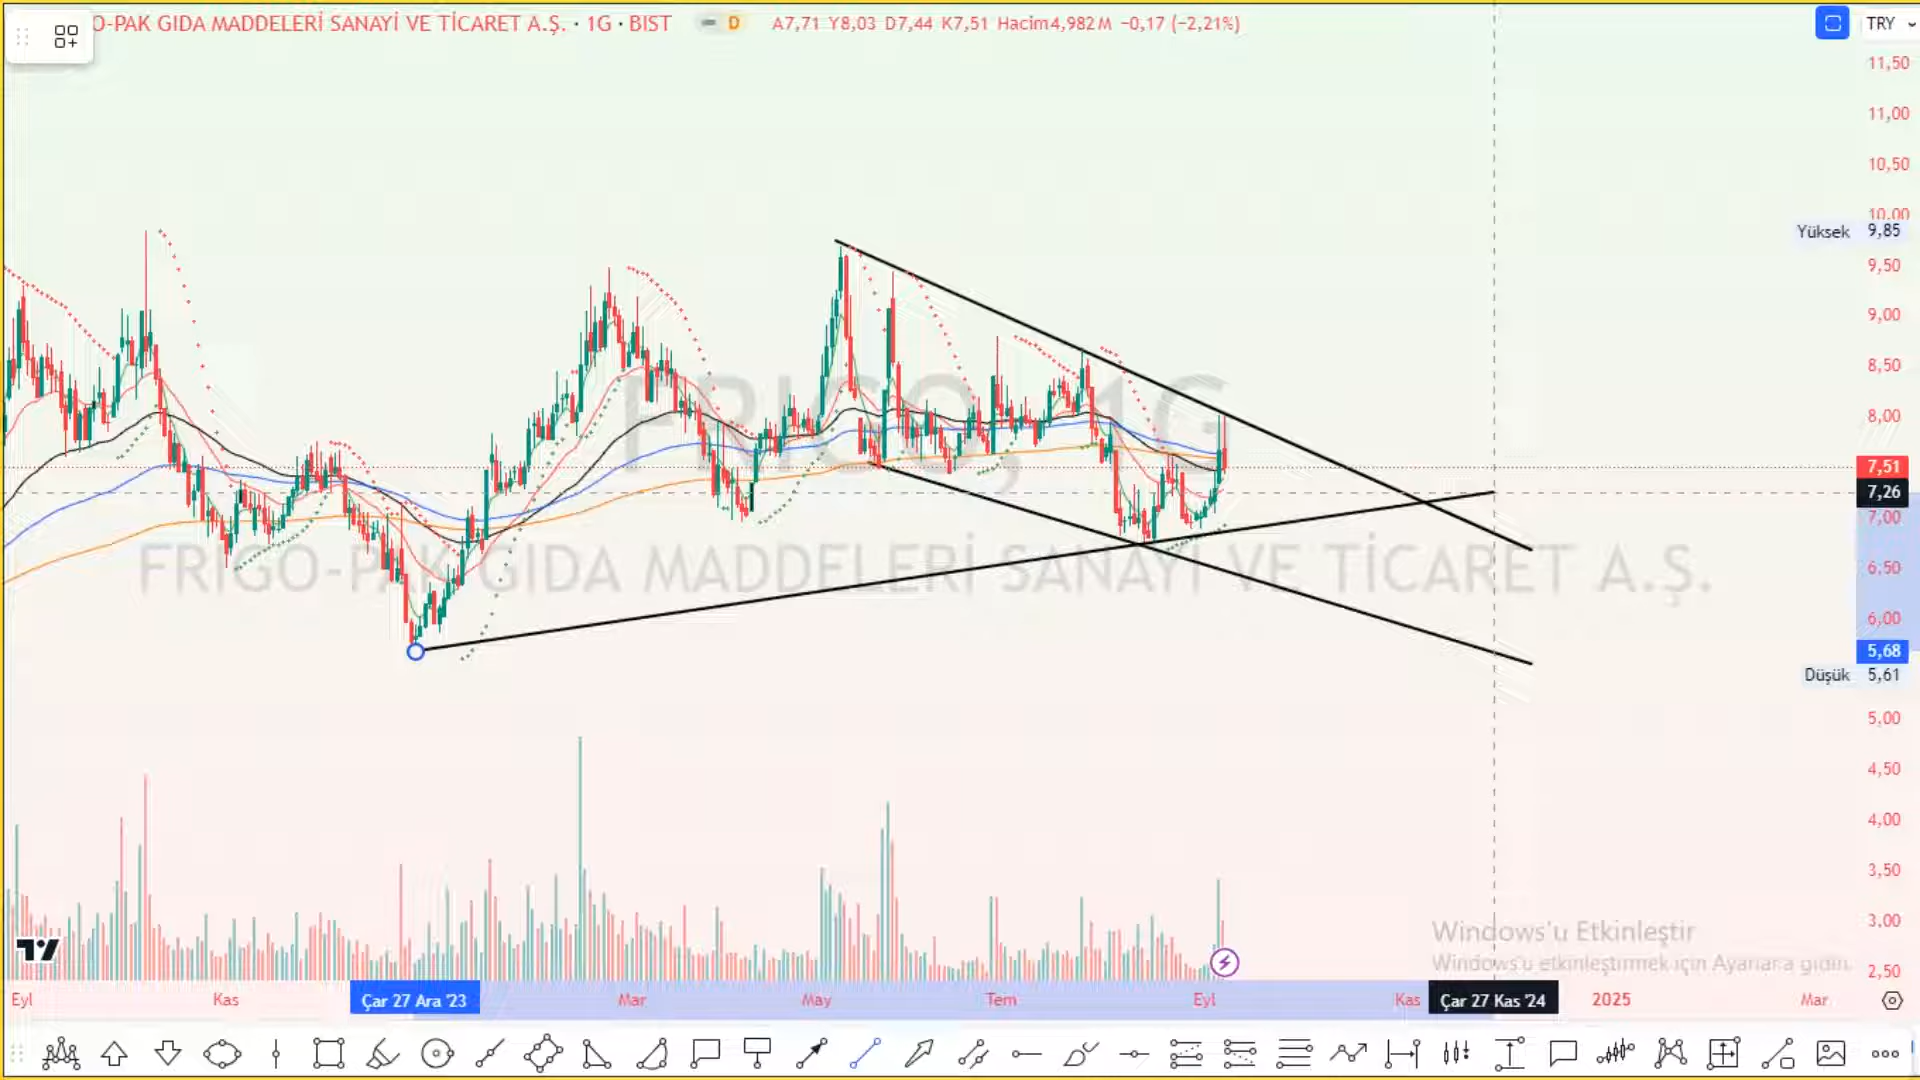 O-PAK GIDA MADDELERİ SANAYİ VE TİCARET A.Ş. · 1G · BIST D A7,71 Y8,03 D7,44 K7,51 Hacim4,982 M −0,17 (−2,21%)
TRY
11,50
11,00
10,50
10,00
Yüksek 9,85
9,50
9,00
8,50
8,00
7,51
7,26
7,00
6,50
6,00
5,68
Düşük 5,61
5,00
4,50
4,00
3,50
3,00
2,50
FRIGO, 1G
FRİGO-PAK GIDA MADDELERİ SANAYİ VE TİCARET A.Ş.
Windows'u Etkinleştir
Windows'u etkinleştirmek için Ayarlar'a gidin.
Eyl Kas Çar 27 Ara '23 Mar May Tem Eyl Kas Çar 27 Kas '24 2025 Mar